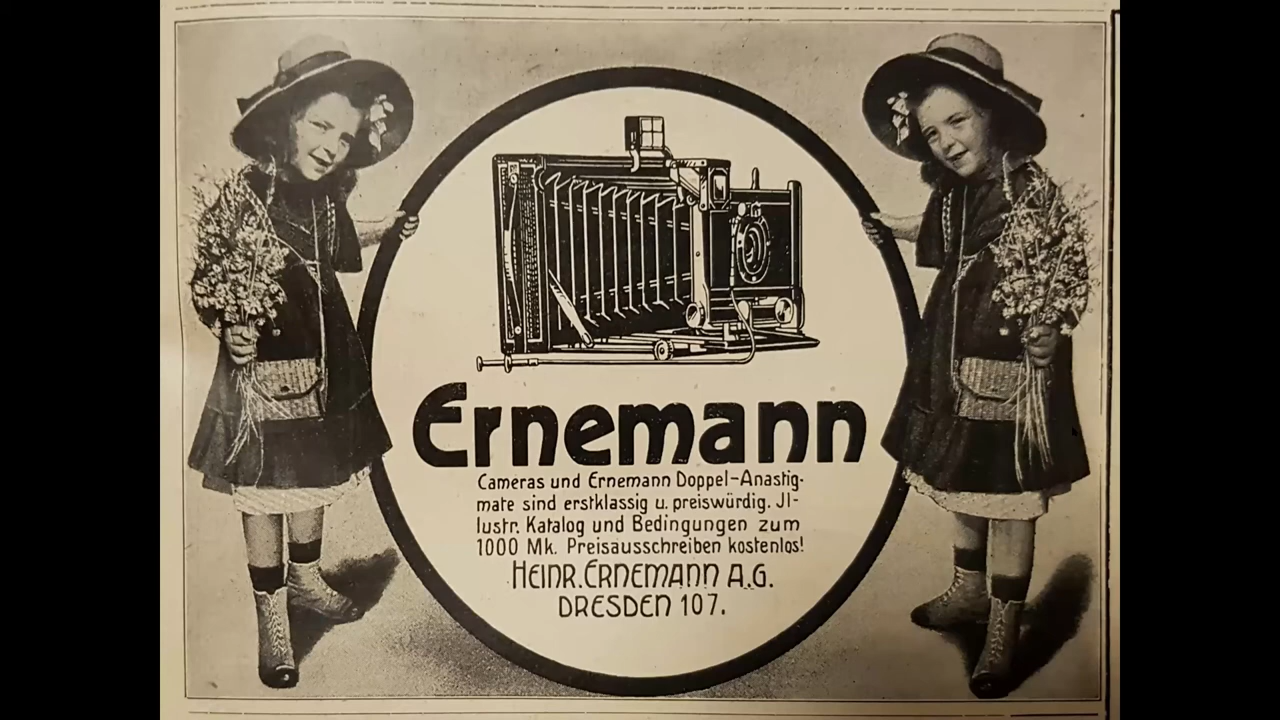 Ernemann
Cameras und Ernemann Doppel-Anastig-
mate sind erstklassig u. preiswürdig. Jl-
lustr. Katalog und Bedingungen zum
1000 Mk. Preisausschreiben kostenlos!
HEINR. ERNEMANN A.G.
DRESDEN 107.